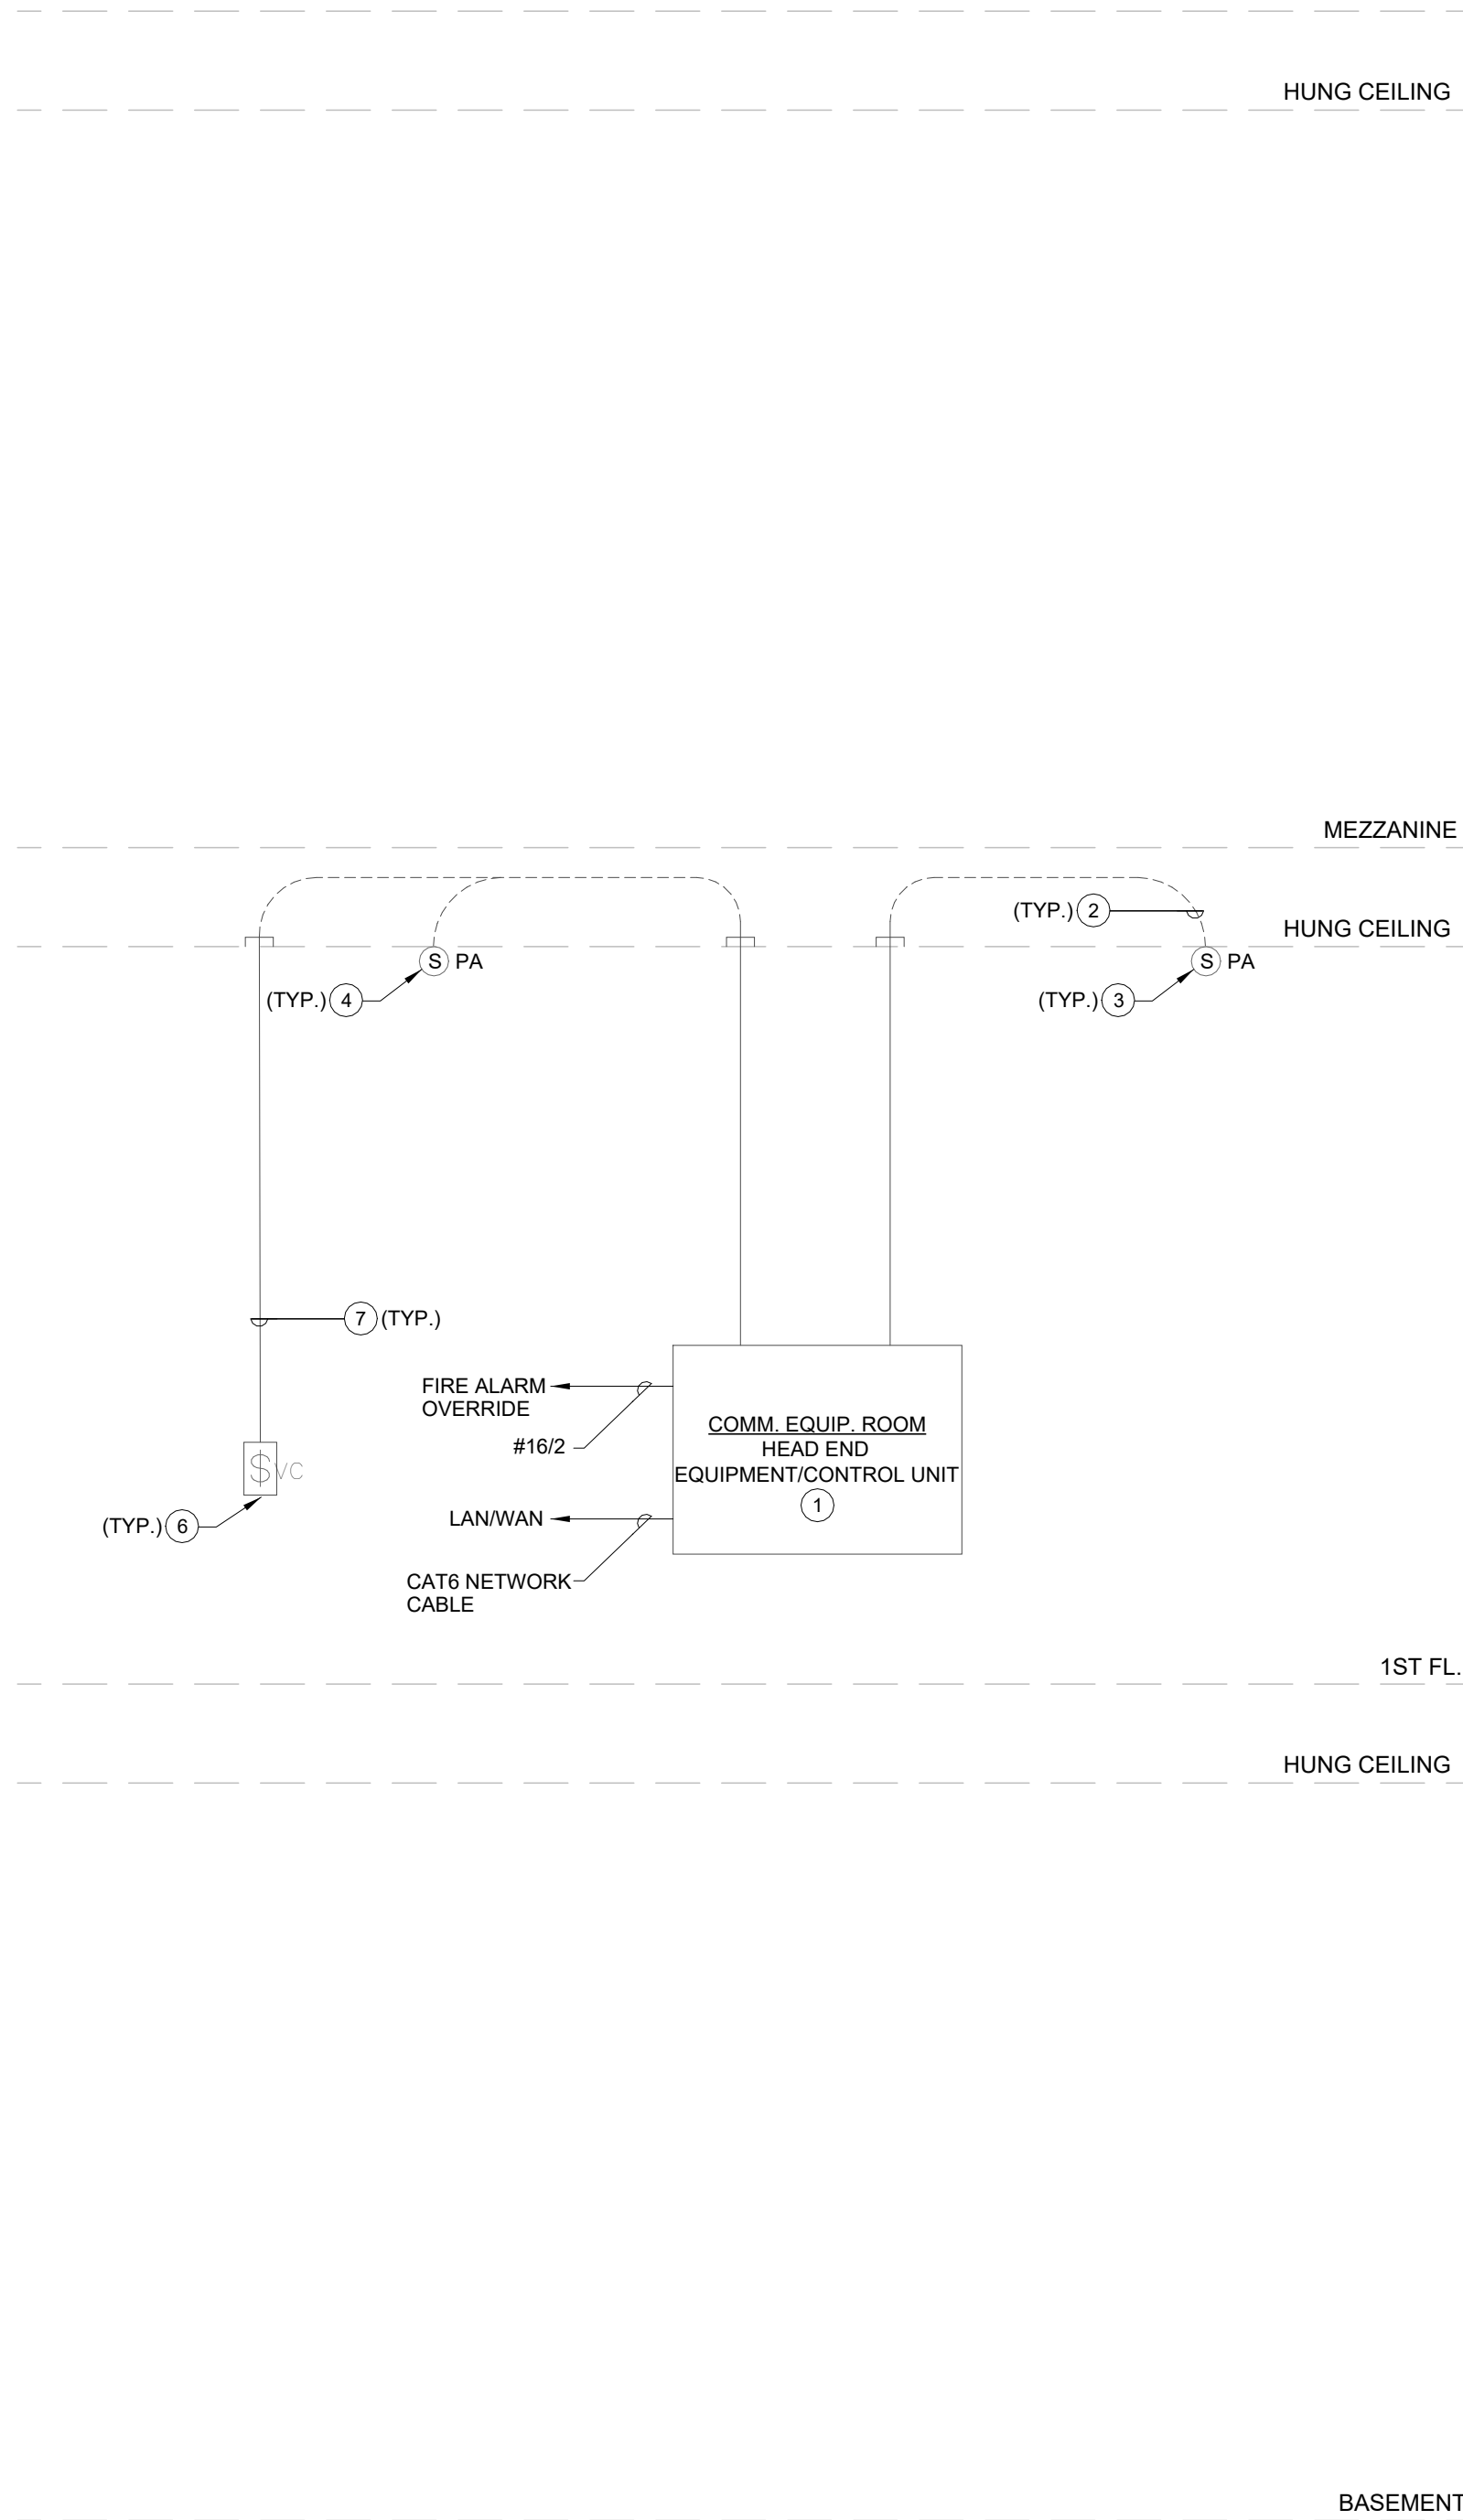 HUNG CEILING
MEZZANINE
(TYP.) 2
HUNG CEILING
S PA
S PA
(TYP.) 4
(TYP.) 3
7 (TYP.)
FIRE ALARM
OVERRIDE
#16/2
COMM. EQUIP. ROOM
HEAD END
EQUIPMENT/CONTROL UNIT
1
$VC
(TYP.) 6
LAN/WAN
CAT6 NETWORK
CABLE
1ST FL.
HUNG CEILING
BASEMENT